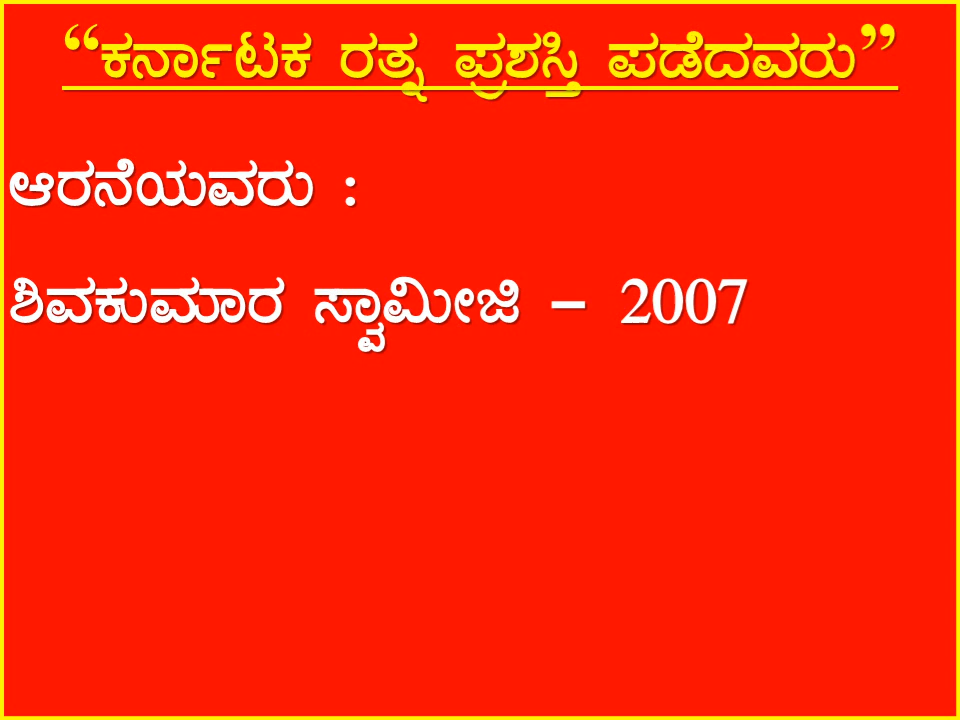 “ಕರ್ನಾಟಕ ರತ್ನ ಪ್ರಶಸ್ತಿ ಪಡೆದವರು”
ಆರನೆಯವರು :
ಶಿವಕುಮಾರ ಸ್ವಾಮೀಜಿ – 2007